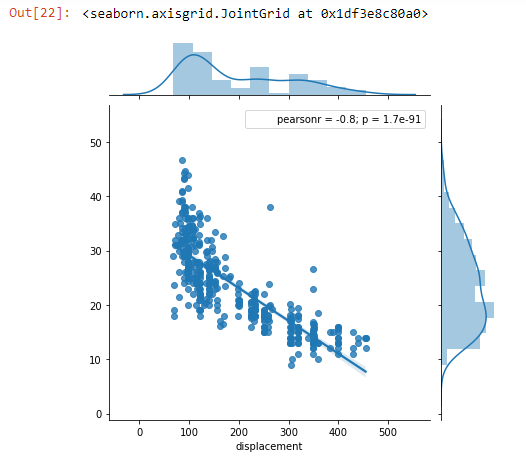 Out[22]: <seaborn.axisgrid.JointGrid at 0x1df3e8c80a0>
pearsonr = -0.8; p = 1.7e-91
50
40
30
20
10
0
0 100 200 300 400 500
displacement